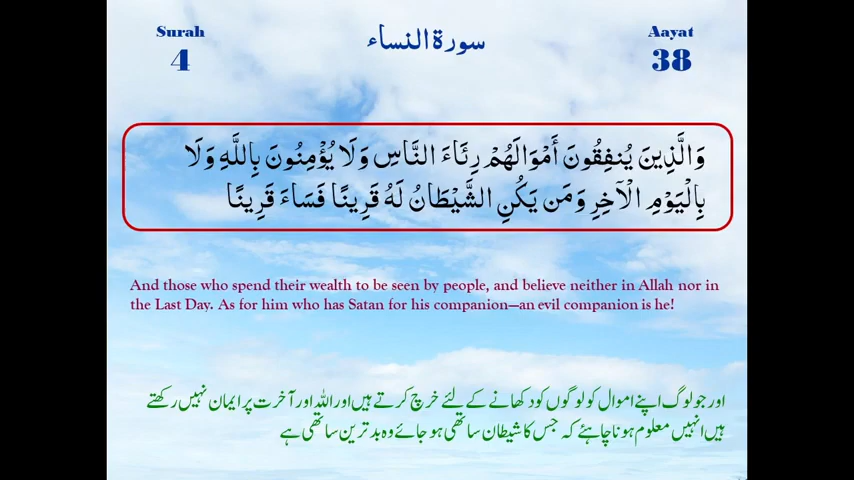 Surah
4
سورة النساء
Aayat
38
وَالَّذِينَ يُنفِقُونَ أَمْوَالَهُمْ رِئَاءَ النَّاسِ وَلَا يُؤْمِنُونَ بِاللَّهِ وَلَا
بِالْيَوْمِ الْآخِرِ وَمَن يَكُنِ الشَّيْطَانُ لَهُ قَرِينًا فَسَاءَ قَرِينًا
And those who spend their wealth to be seen by people, and believe neither in Allah nor in
the Last Day. As for him who has Satan for his companion—an evil companion is he!
اور جو لوگ اپنے اموال کو لوگوں کو دکھانے کے لئے خرچ کرتے ہیں اور اللہ اور آخرت پر ایمان نہیں رکھتے
ہیں انہیں معلوم ہونا چاہئے کہ جس کا شیطان ساتھی ہو جائے وہ بدترین ساتھی ہے